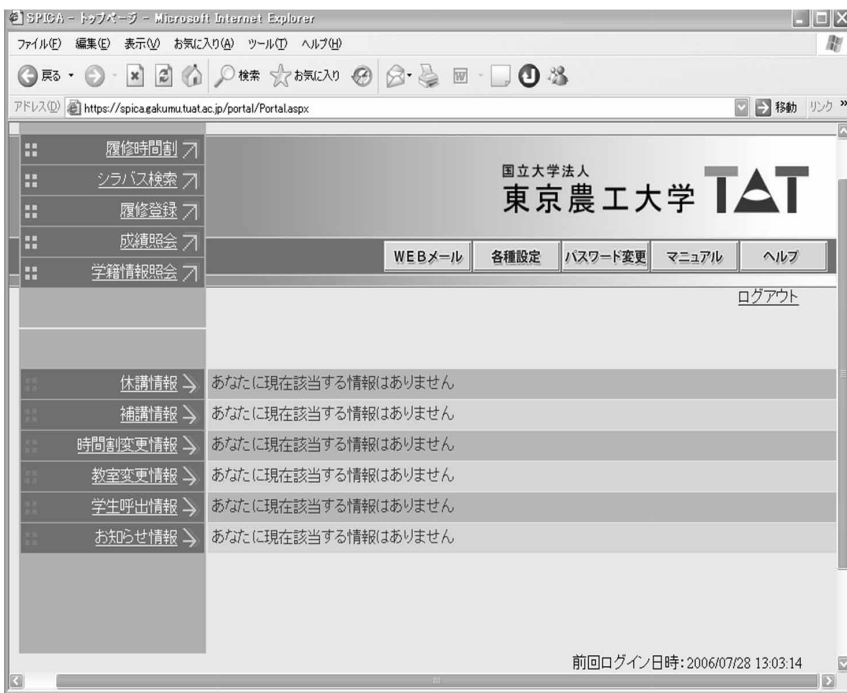 SPICA - トップページ - Microsoft Internet Explorer
ファイル(F) 編集(E) 表示(V) お気に入り(A) ツール(T) ヘルプ(H)
戻る 検索 お気に入り
アドレス(D) https://spica.gakumu.tuat.ac.jp/portal/Portal.aspx 移動 リンク »
履修時間割
シラバス検索
履修登録
成績照会
学籍情報照会
国立大学法人
東京農工大学 TAT
WEBメール 各種設定 パスワード変更 マニュアル ヘルプ
ログアウト
休講情報 あなたに現在該当する情報はありません
補講情報 あなたに現在該当する情報はありません
時間割変更情報 あなたに現在該当する情報はありません
教室変更情報 あなたに現在該当する情報はありません
学生呼出情報 あなたに現在該当する情報はありません
お知らせ情報 あなたに現在該当する情報はありません
前回ログイン日時：2006/07/28 13:03:14